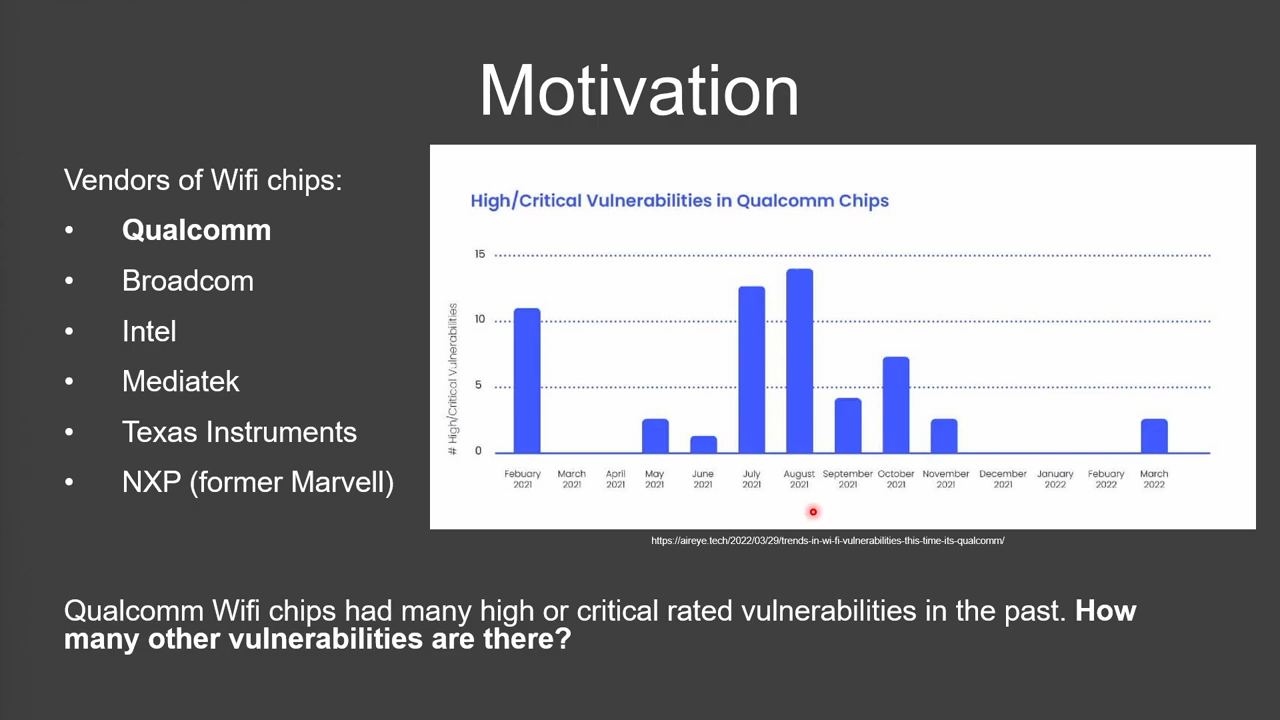 Motivation
Vendors of Wifi chips:
• Qualcomm
• Broadcom
• Intel
• Mediatek
• Texas Instruments
• NXP (former Marvell)
High/Critical Vulnerabilities in Qualcomm Chips
# High/Critical Vulnerabilities
15
10
5
0
Febuary 2021
March 2021
April 2021
May 2021
June 2021
July 2021
August 2021
September 2021
October 2021
November 2021
December 2021
January 2022
Febuary 2022
March 2022
https://aireye.tech/2022/03/29/trends-in-wi-fi-vulnerabilities-this-time-its-qualcomm/
Qualcomm Wifi chips had many high or critical rated vulnerabilities in the past. How
many other vulnerabilities are there?